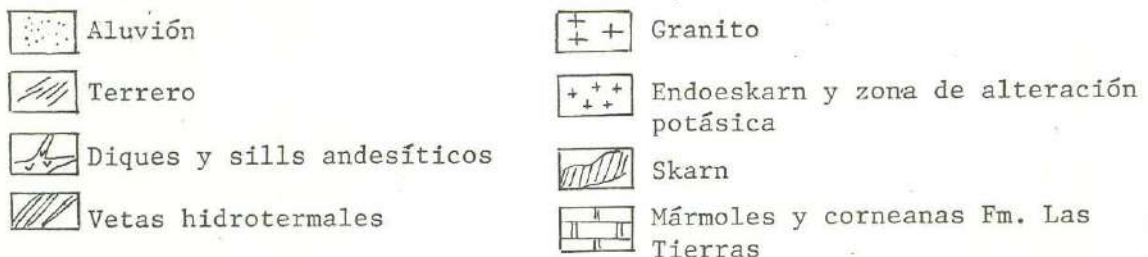 Aluvión
Terrero
Diques y sills andesíticos
Vetas hidrotermales
Granito
Endoeskarn y zona de alteración
potásica
Skarn
Mármoles y corneanas Fm. Las
Tierras